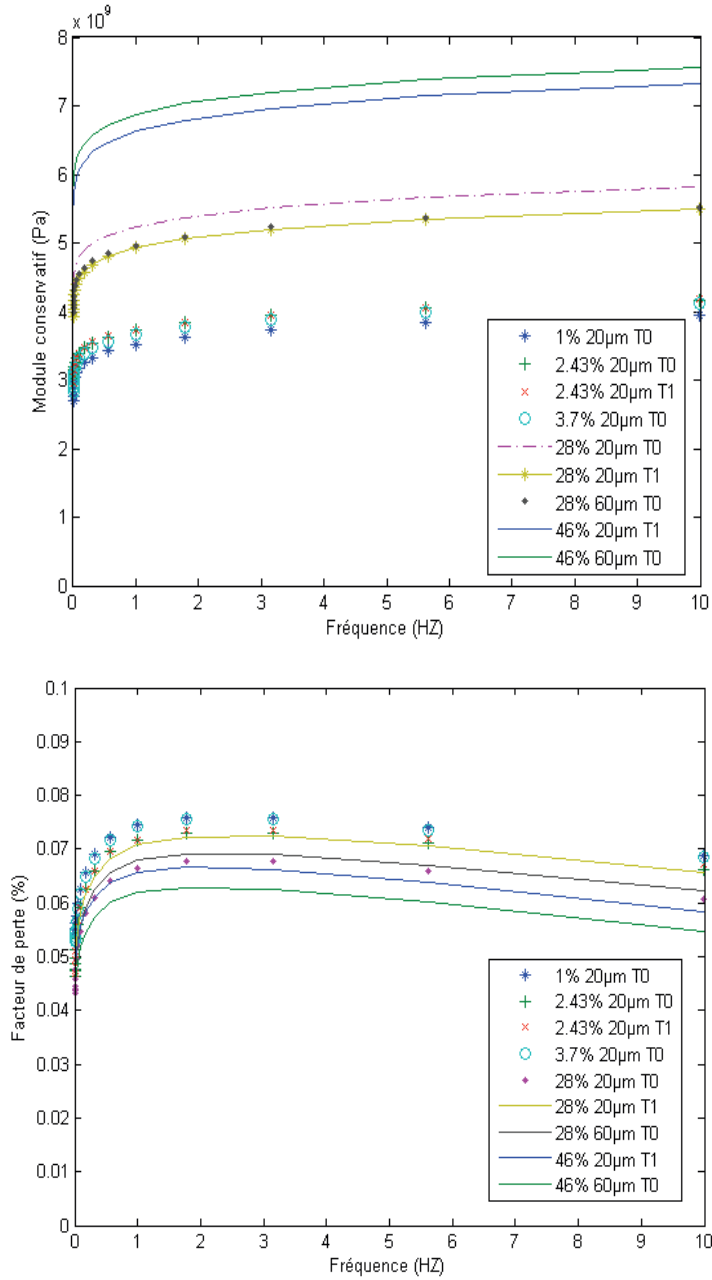 x 10^9
8
7
6
5
4
3
2
1
0
Module conservatif (Pa)
0 1 2 3 4 5 6 7 8 9 10
Fréquence (HZ)
1% 20µm T0
2.43% 20µm T0
2.43% 20µm T1
3.7% 20µm T0
28% 20µm T0
28% 20µm T1
28% 60µm T0
46% 20µm T1
46% 60µm T0
0.1
0.09
0.08
0.07
0.06
0.05
0.04
0.03
0.02
0.01
0
Facteur de perte (%)
0 1 2 3 4 5 6 7 8 9 10
Fréquence (HZ)
1% 20µm T0
2.43% 20µm T0
2.43% 20µm T1
3.7% 20µm T0
28% 20µm T0
28% 20µm T1
28% 60µm T0
46% 20µm T1
46% 60µm T0